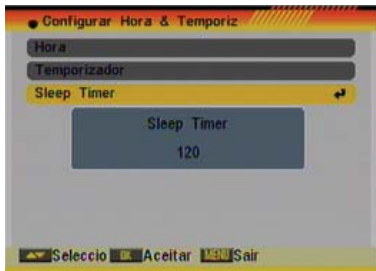 Configurar Hora & Temporiz
Hora
Temporizador
Sleep Timer
Sleep Timer
120
Seleccio OK Aceitar MENU Sair